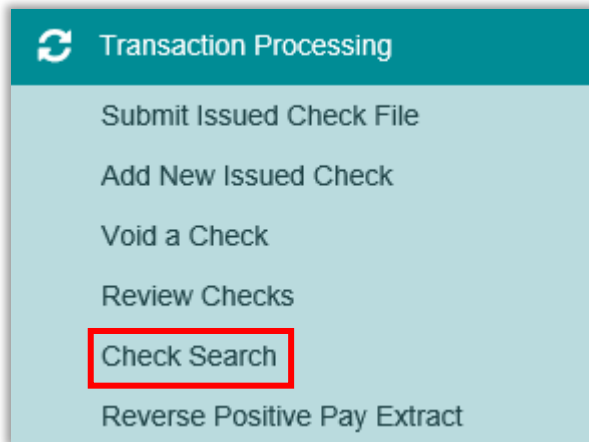 Transaction Processing
Submit Issued Check File
Add New Issued Check
Void a Check
Review Checks
Check Search
Reverse Positive Pay Extract